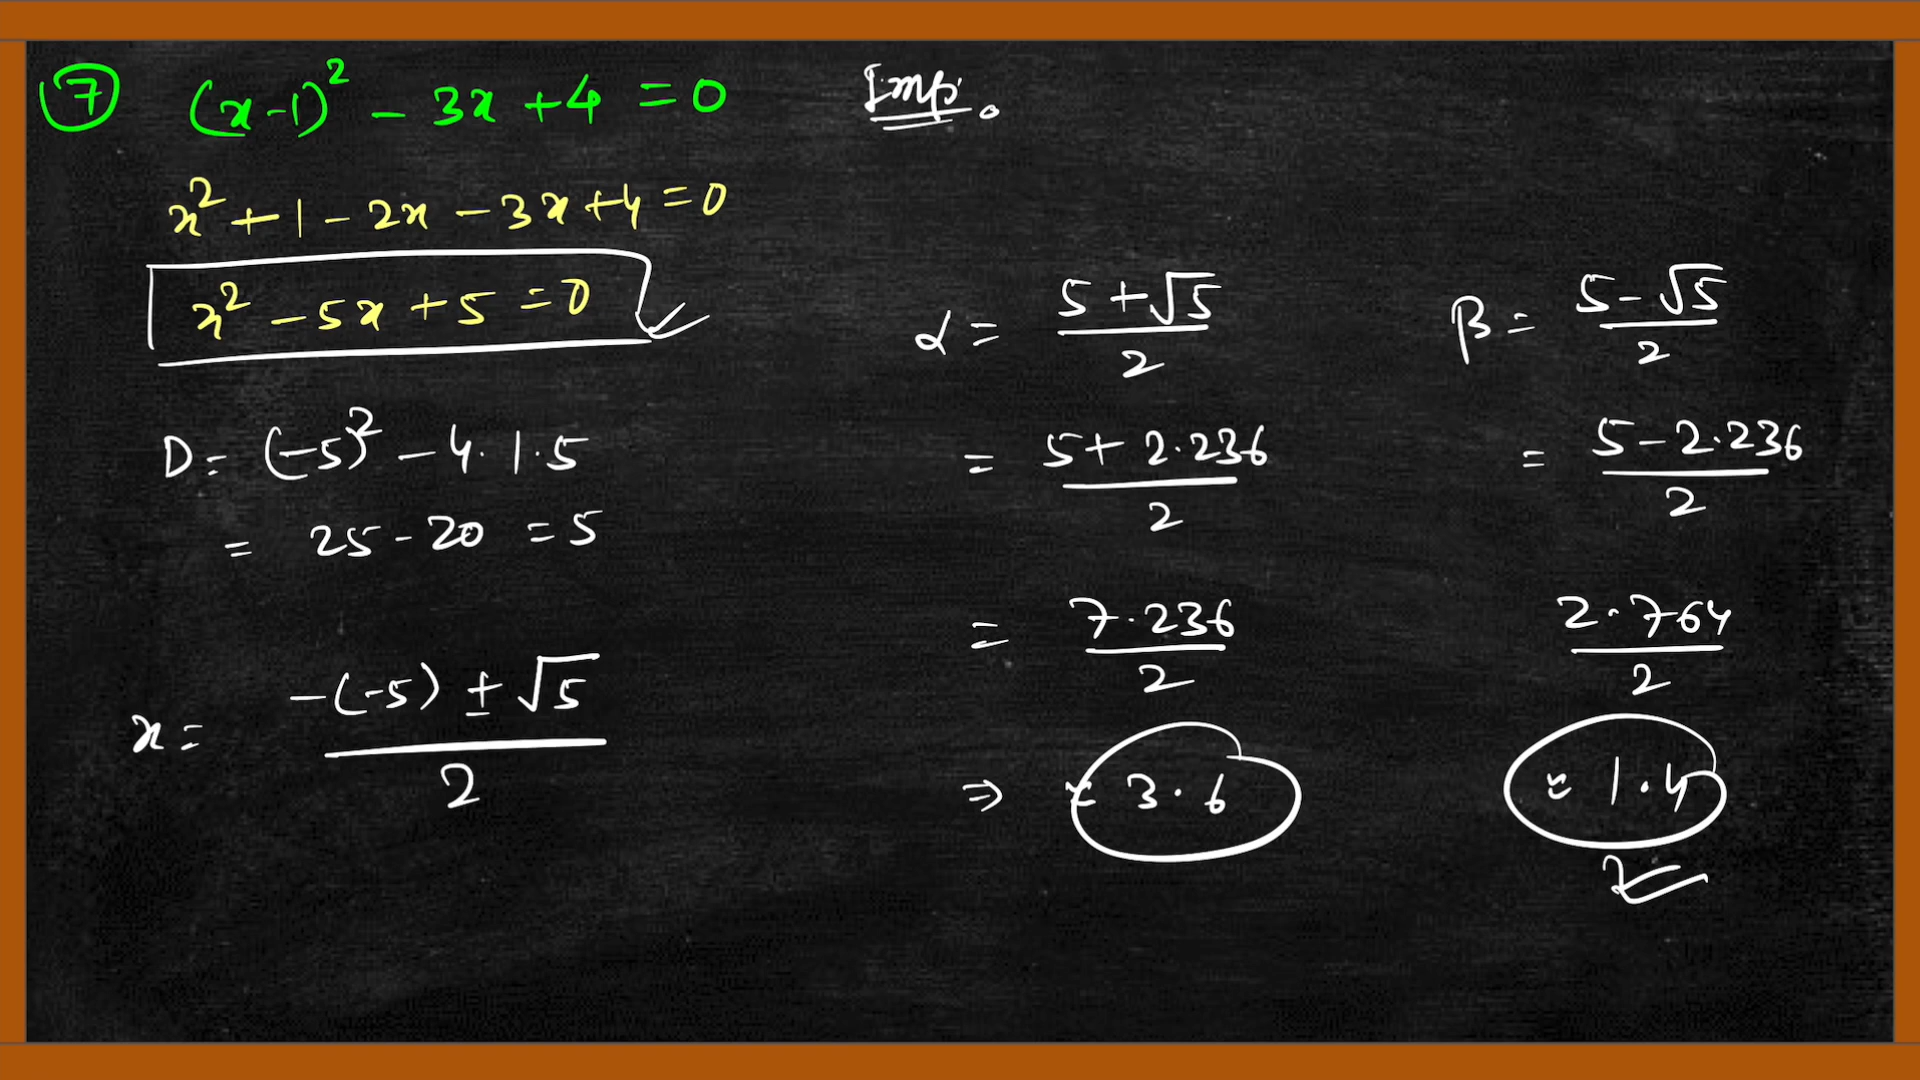 ⑦ (x-1)² - 3x + 4 = 0 Imp.
x² + 1 - 2x - 3x + 4 = 0
x² - 5x + 5 = 0
D = (-5)² - 4·1·5
= 25 - 20 = 5
x = (-(-5) ± √5)/2
α = (5 + √5)/2
= (5 + 2.236)/2
= 7.236/2
⇒ ≈ 3.6
β = (5 - √5)/2
= (5 - 2.236)/2
2.764/2
≈ 1.4